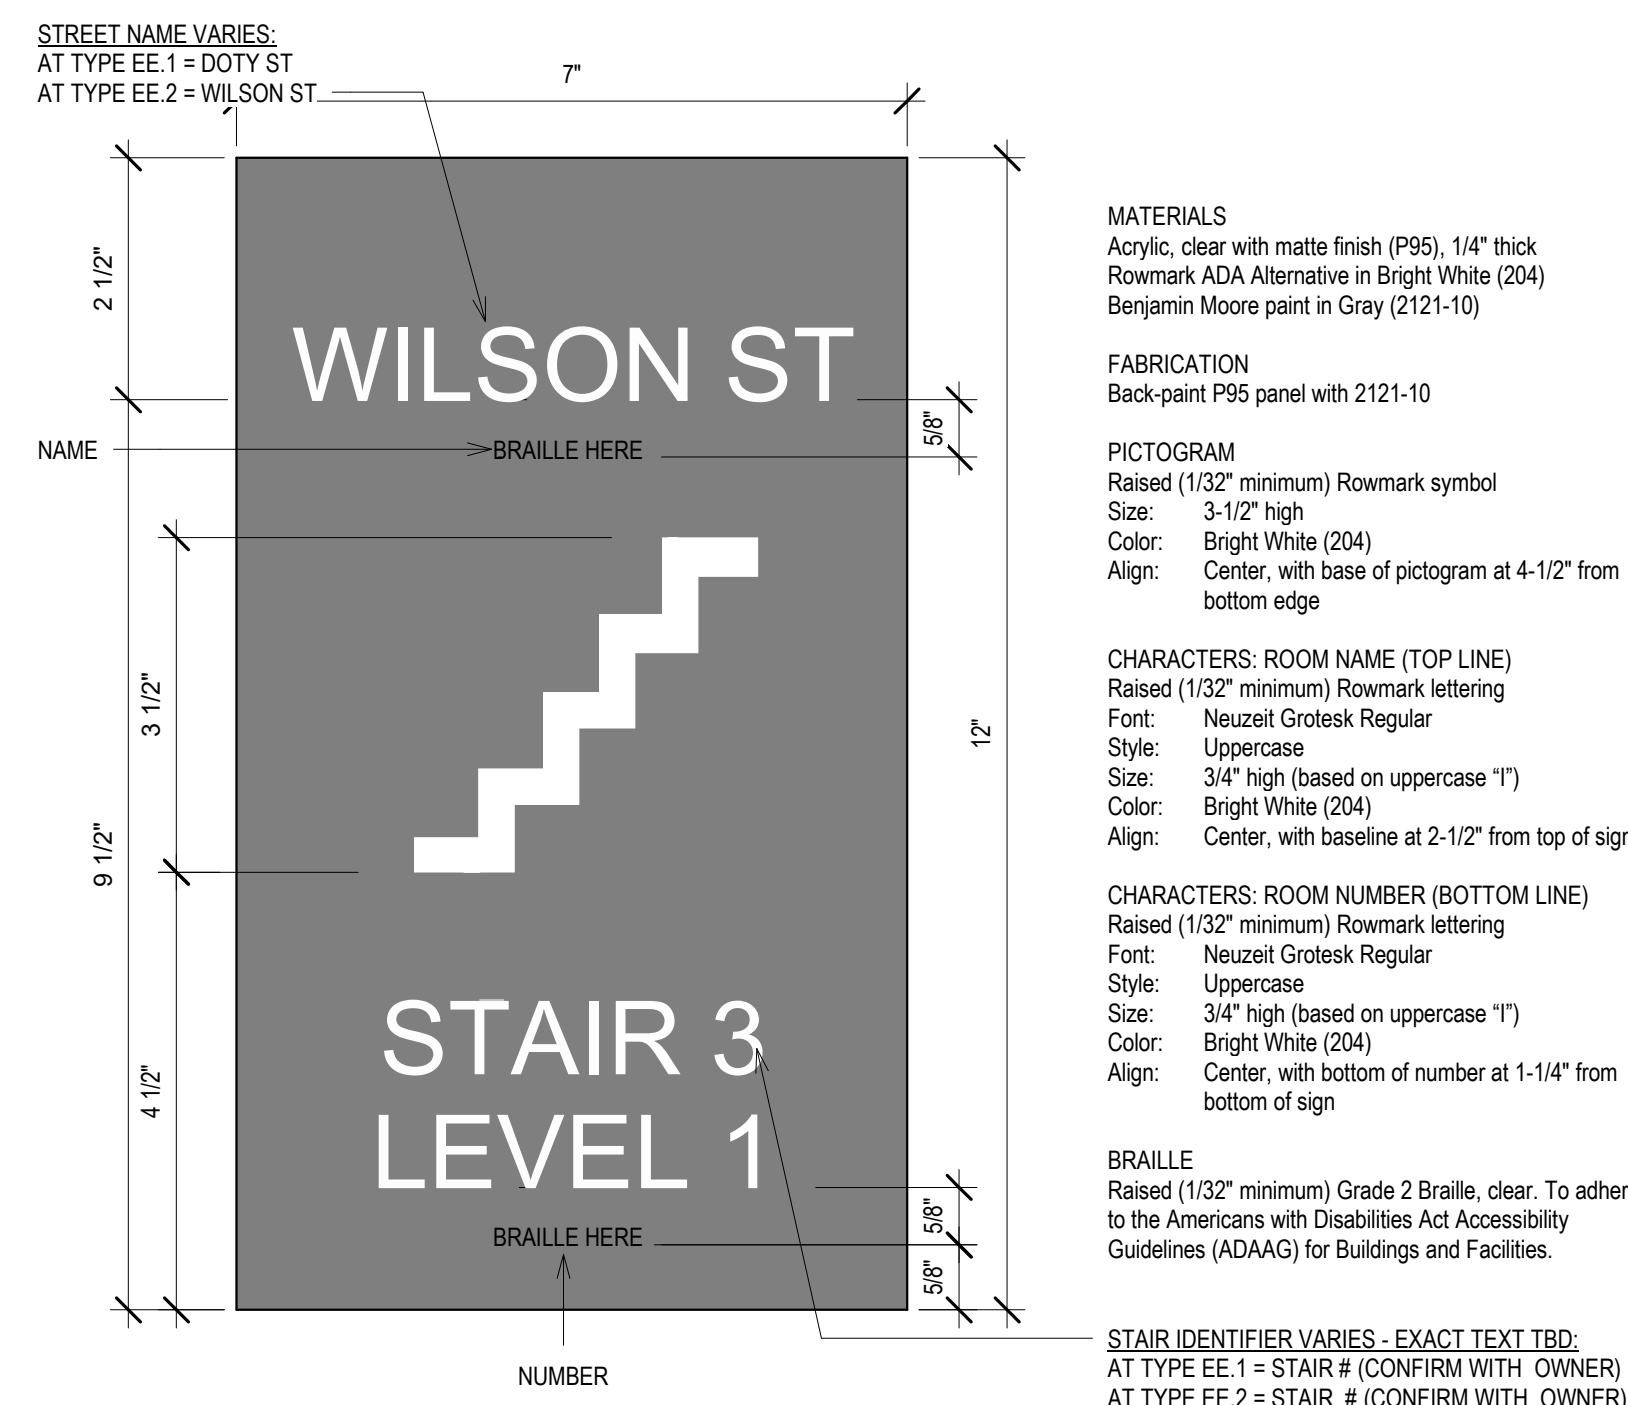 STREET NAME VARIES:
AT TYPE EE.1 = DOTY ST
AT TYPE EE.2 = WILSON ST
7"
2 1/2"
WILSON ST
5/8"
NAME
BRAILLE HERE
3 1/2"
12"
9 1/2"
4 1/2"
STAIR 3
LEVEL 1
5/8"
BRAILLE HERE
5/8"
NUMBER
MATERIALS
Acrylic, clear with matte finish (P95), 1/4" thick
Rowmark ADA Alternative in Bright White (204)
Benjamin Moore paint in Gray (2121-10)
FABRICATION
Back-paint P95 panel with 2121-10
PICTOGRAM
Raised (1/32" minimum) Rowmark symbol
Size: 3-1/2" high
Color: Bright White (204)
Align: Center, with base of pictogram at 4-1/2" from
bottom edge
CHARACTERS: ROOM NAME (TOP LINE)
Raised (1/32" minimum) Rowmark lettering
Font: Neuzeit Grotesk Regular
Style: Uppercase
Size: 3/4" high (based on uppercase “I”)
Color: Bright White (204)
Align: Center, with baseline at 2-1/2" from top of sign
CHARACTERS: ROOM NUMBER (BOTTOM LINE)
Raised (1/32" minimum) Rowmark lettering
Font: Neuzeit Grotesk Regular
Style: Uppercase
Size: 3/4" high (based on uppercase “I”)
Color: Bright White (204)
Align: Center, with bottom of number at 1-1/4" from
bottom of sign
BRAILLE
Raised (1/32" minimum) Grade 2 Braille, clear. To adher
to the Americans with Disabilities Act Accessibility
Guidelines (ADAAG) for Buildings and Facilities.
STAIR IDENTIFIER VARIES - EXACT TEXT TBD:
AT TYPE EE.1 = STAIR # (CONFIRM WITH OWNER)
AT TYPE EE.2 = STAIR # (CONFIRM WITH OWNER)